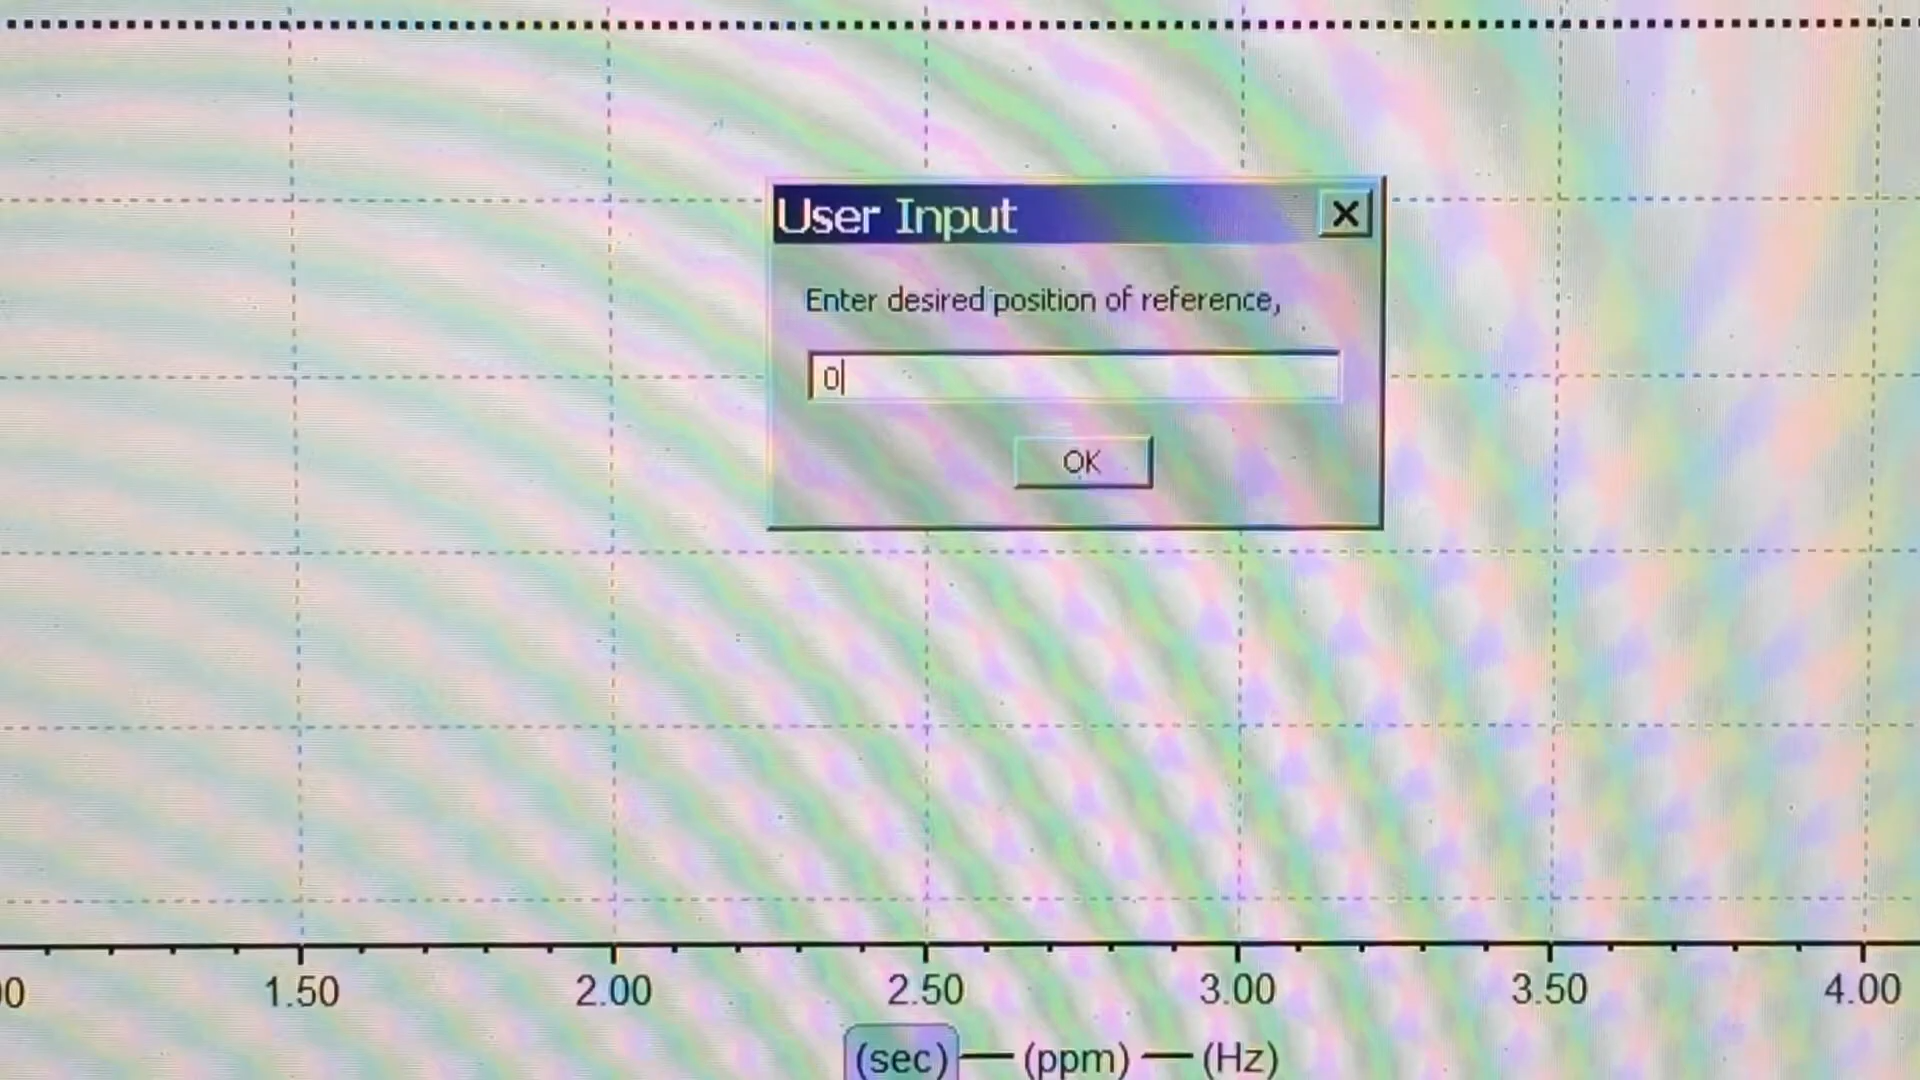 User Input
Enter desired position of reference,
0
OK
1.50 2.00 2.50 3.00 3.50 4.00
(sec) — (ppm) — (Hz)